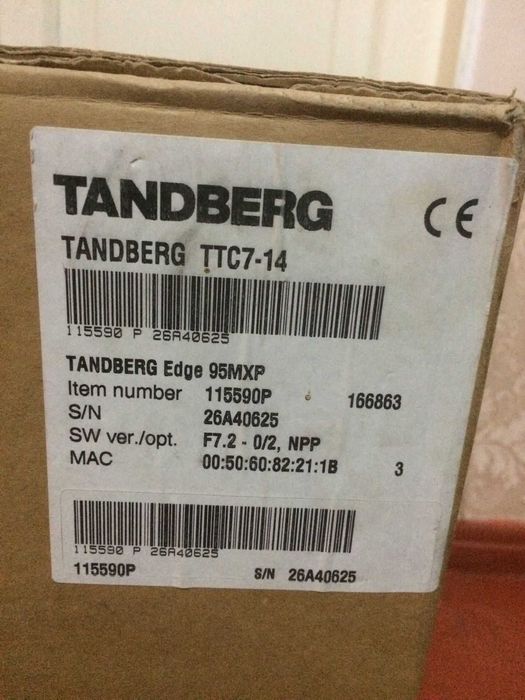 TANDBERG
CE
TANDBERG TTC7-14
115590 P 26A40625
TANDBERG Edge 95MXP
Item number 115590P 166863
S/N 26A40625
SW ver./opt. F7.2 - 0/2, NPP
MAC 00:50:60:82:21:1B 3
115590 P 26A40625
115590P S/N 26A40625